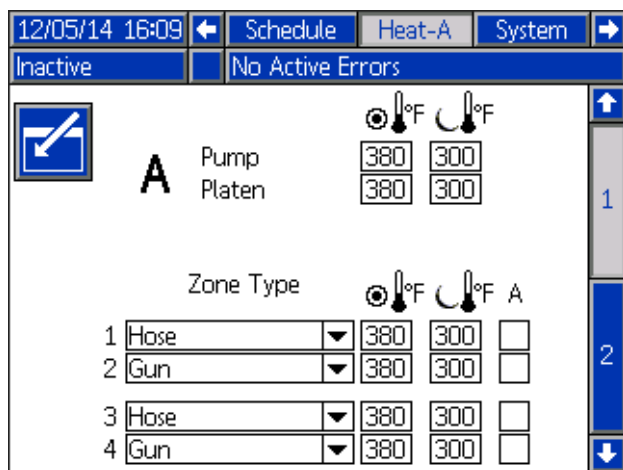 12/05/14 16:09 Schedule Heat-A System
Inactive No Active Errors
°F °F
A
Pump 380 300
Platen 380 300
1
Zone Type °F °F A
1 Hose 380 300
2 Gun 380 300
2
3 Hose 380 300
4 Gun 380 300